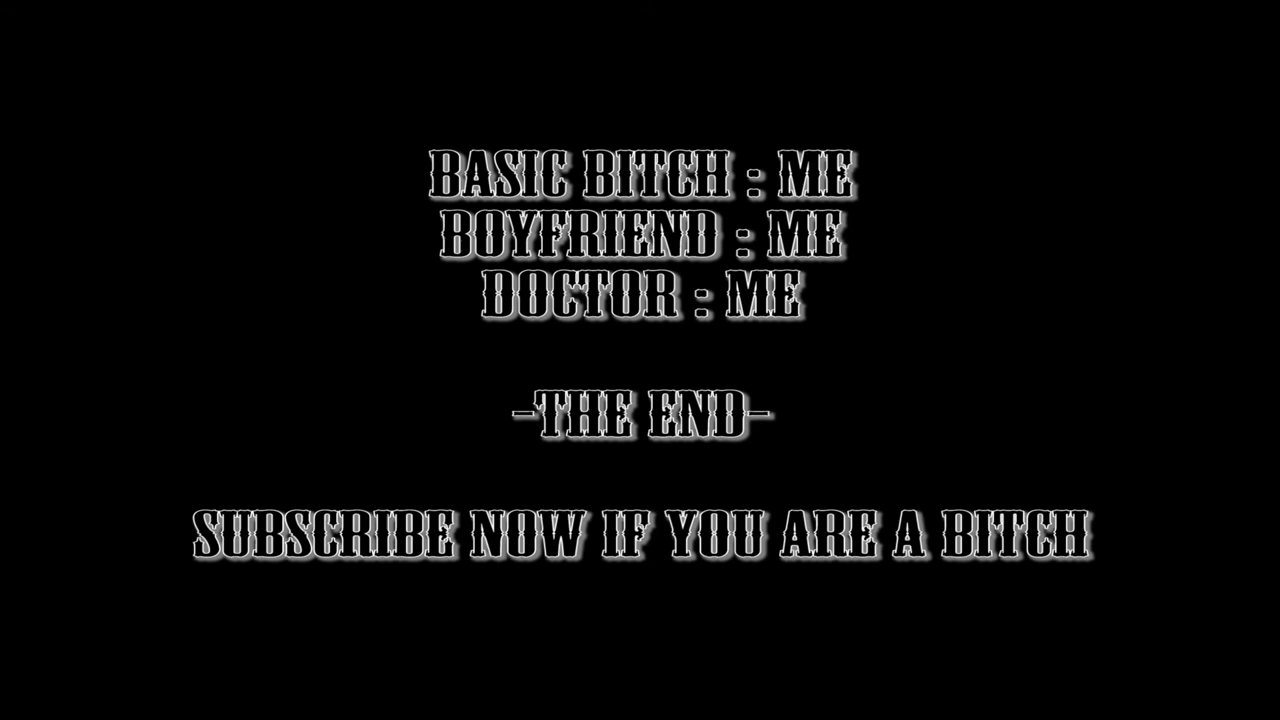 BASIC BITCH : ME
BOYFRIEND : ME
DOCTOR : ME
-THE END-
SUBSCRIBE NOW IF YOU ARE A BITCH